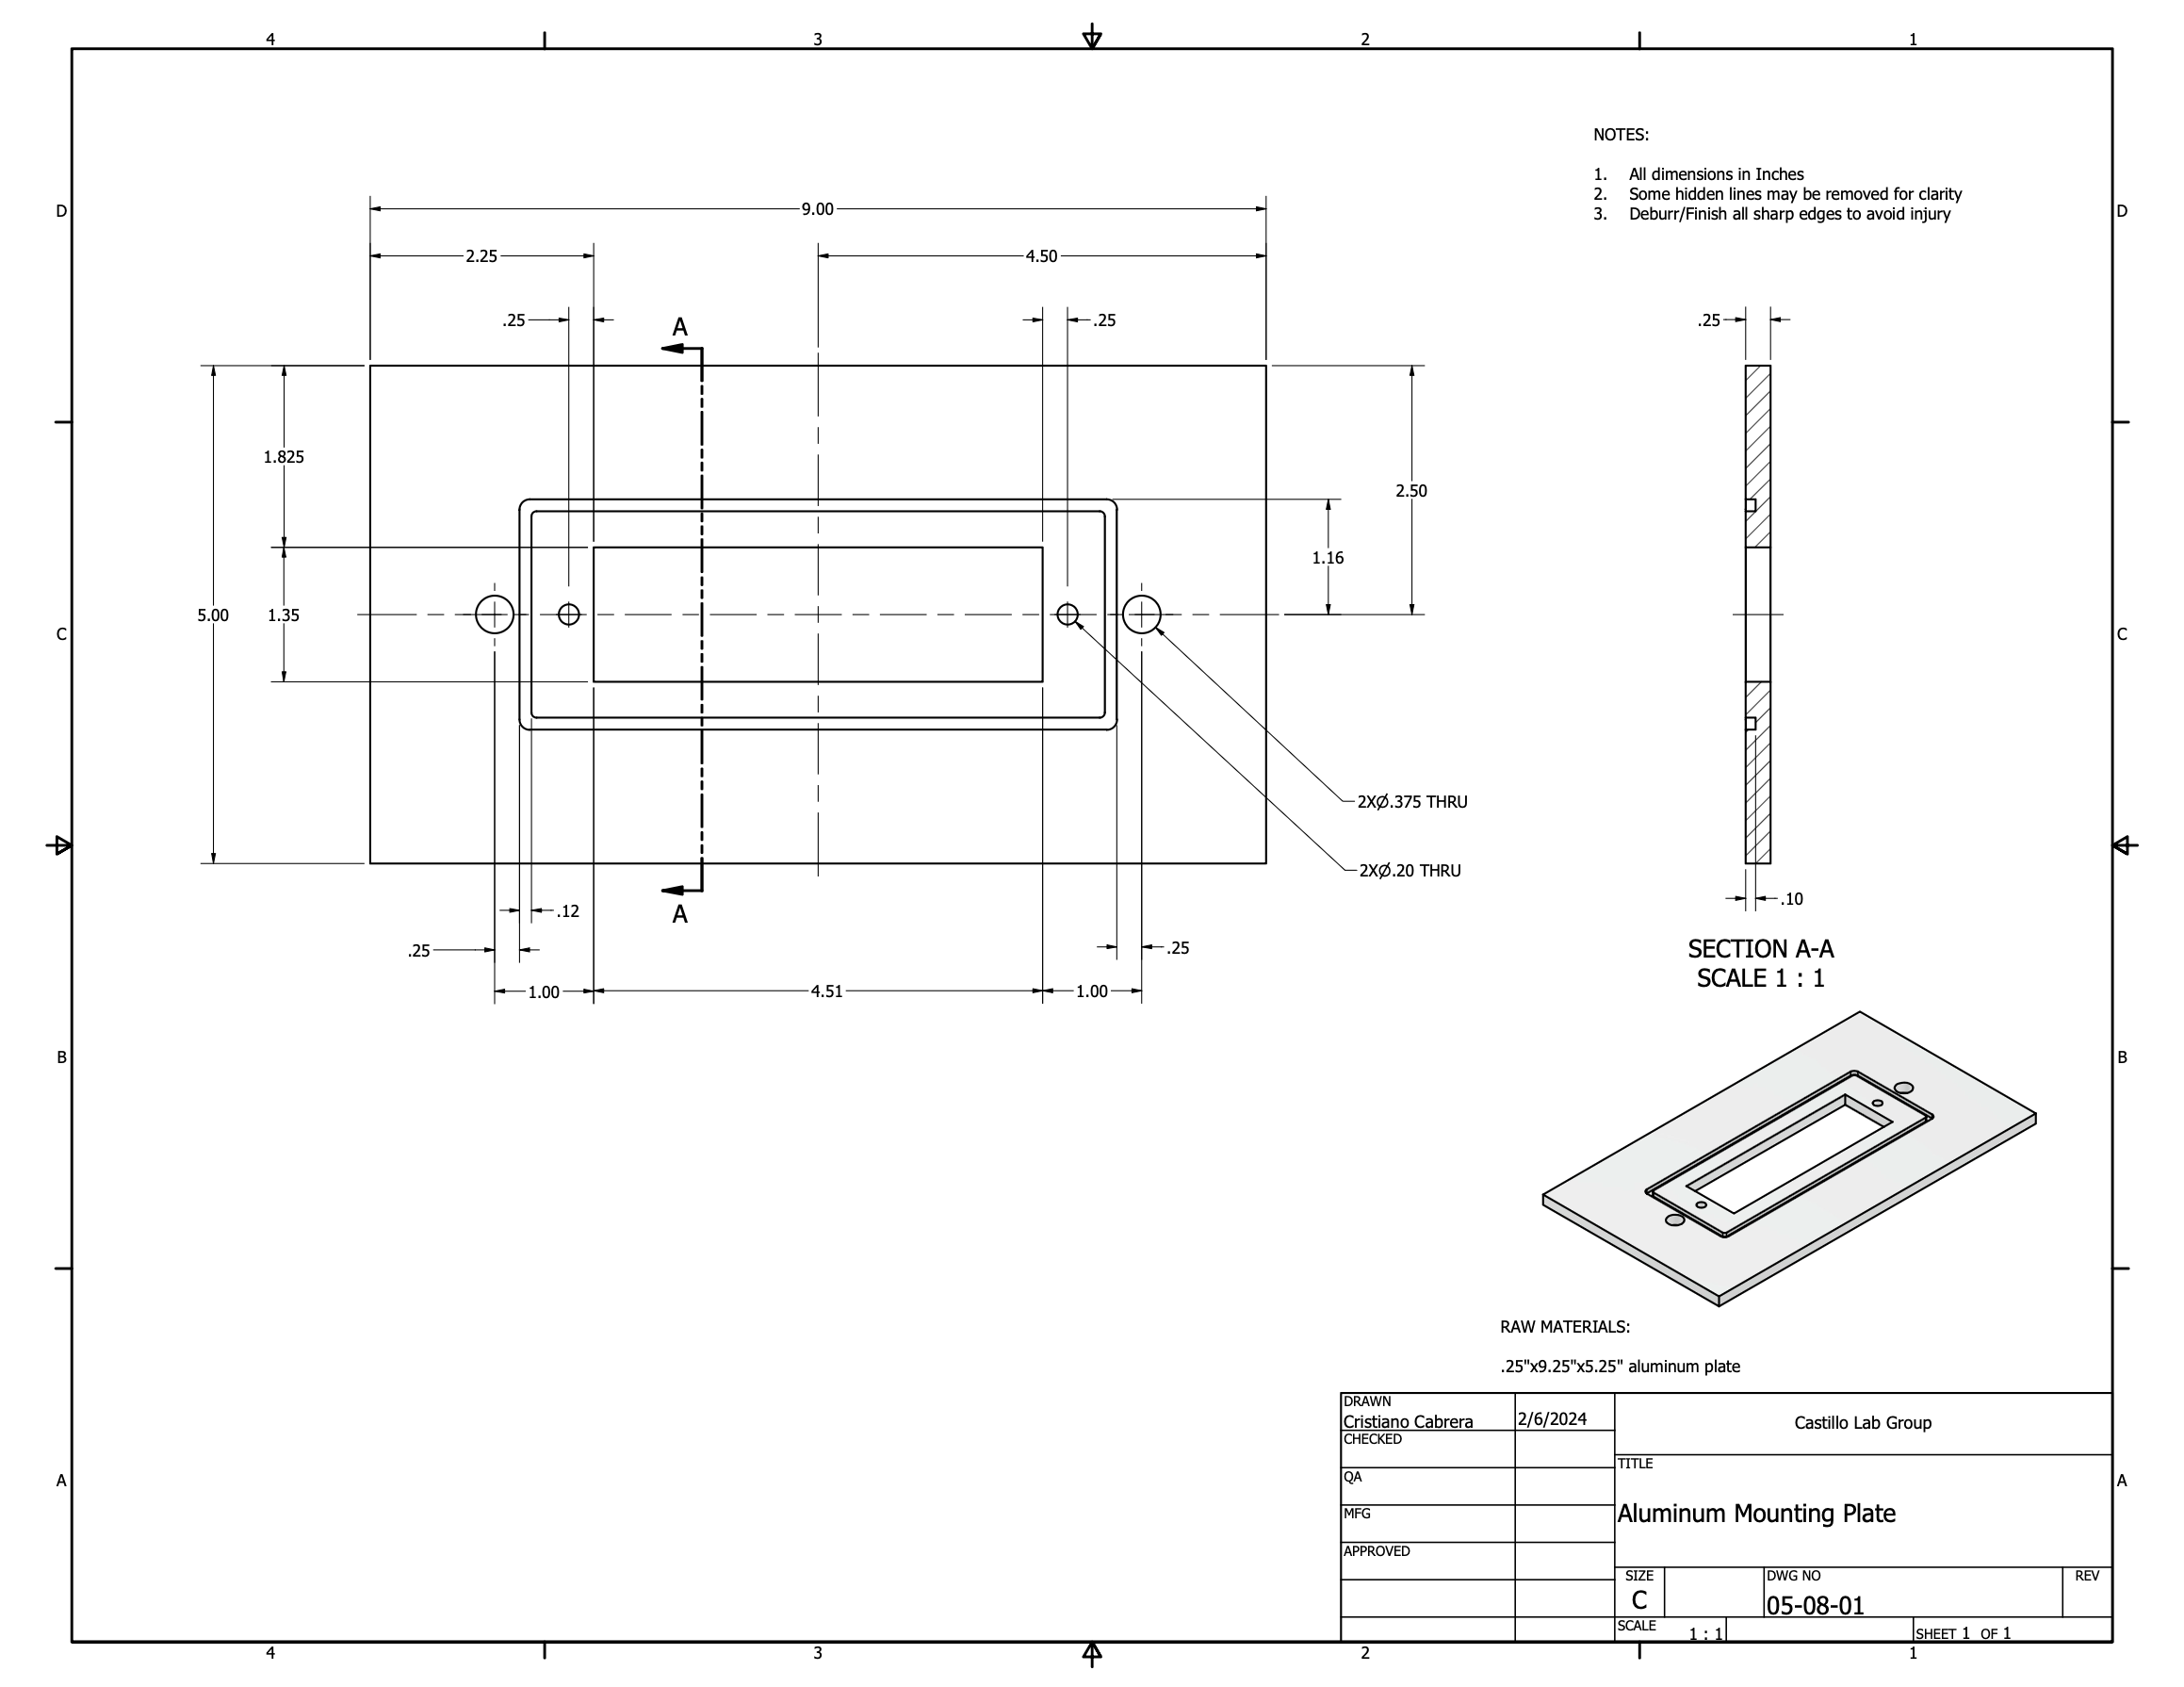 4 3 2 1
NOTES:
1. All dimensions in Inches
2. Some hidden lines may be removed for clarity
3. Deburr/Finish all sharp edges to avoid injury
D D
9.00
2.25 4.50
.25 .25 .25
A
1.825
2.50
1.16
5.00 1.35
C C
2XØ.375 THRU
2XØ.20 THRU
.10
.12
A
.25 .25
SECTION A-A
SCALE 1 : 1
1.00 4.51 1.00
B B
RAW MATERIALS:
.25"x9.25"x5.25" aluminum plate
DRAWN
Cristiano Cabrera 2/6/2024
Castillo Lab Group
CHECKED
TITLE
QA
A A
Aluminum Mounting Plate
MFG
APPROVED
SIZE
C
DWG NO
05-08-01
REV
SCALE 1 : 1
SHEET 1 OF 1
4 3 2 1